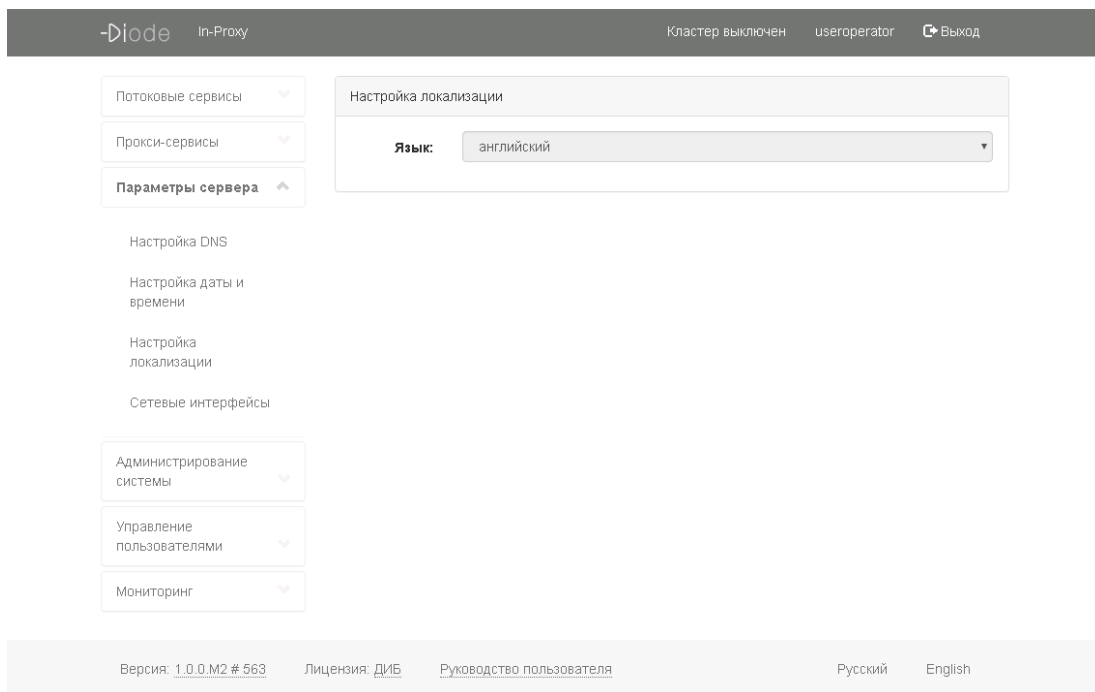 -Diode In-Proxy Кластер выключен useroperator Выход
Потоковые сервисы
Прокси-сервисы
Параметры сервера
Настройка DNS
Настройка даты и
времени
Настройка
локализации
Сетевые интерфейсы
Администрирование
системы
Управление
пользователями
Мониторинг
Настройка локализации
Язык: английский
Версия: 1.0.0.M2 # 563 Лицензия: ДИБ Руководство пользователя Русский English